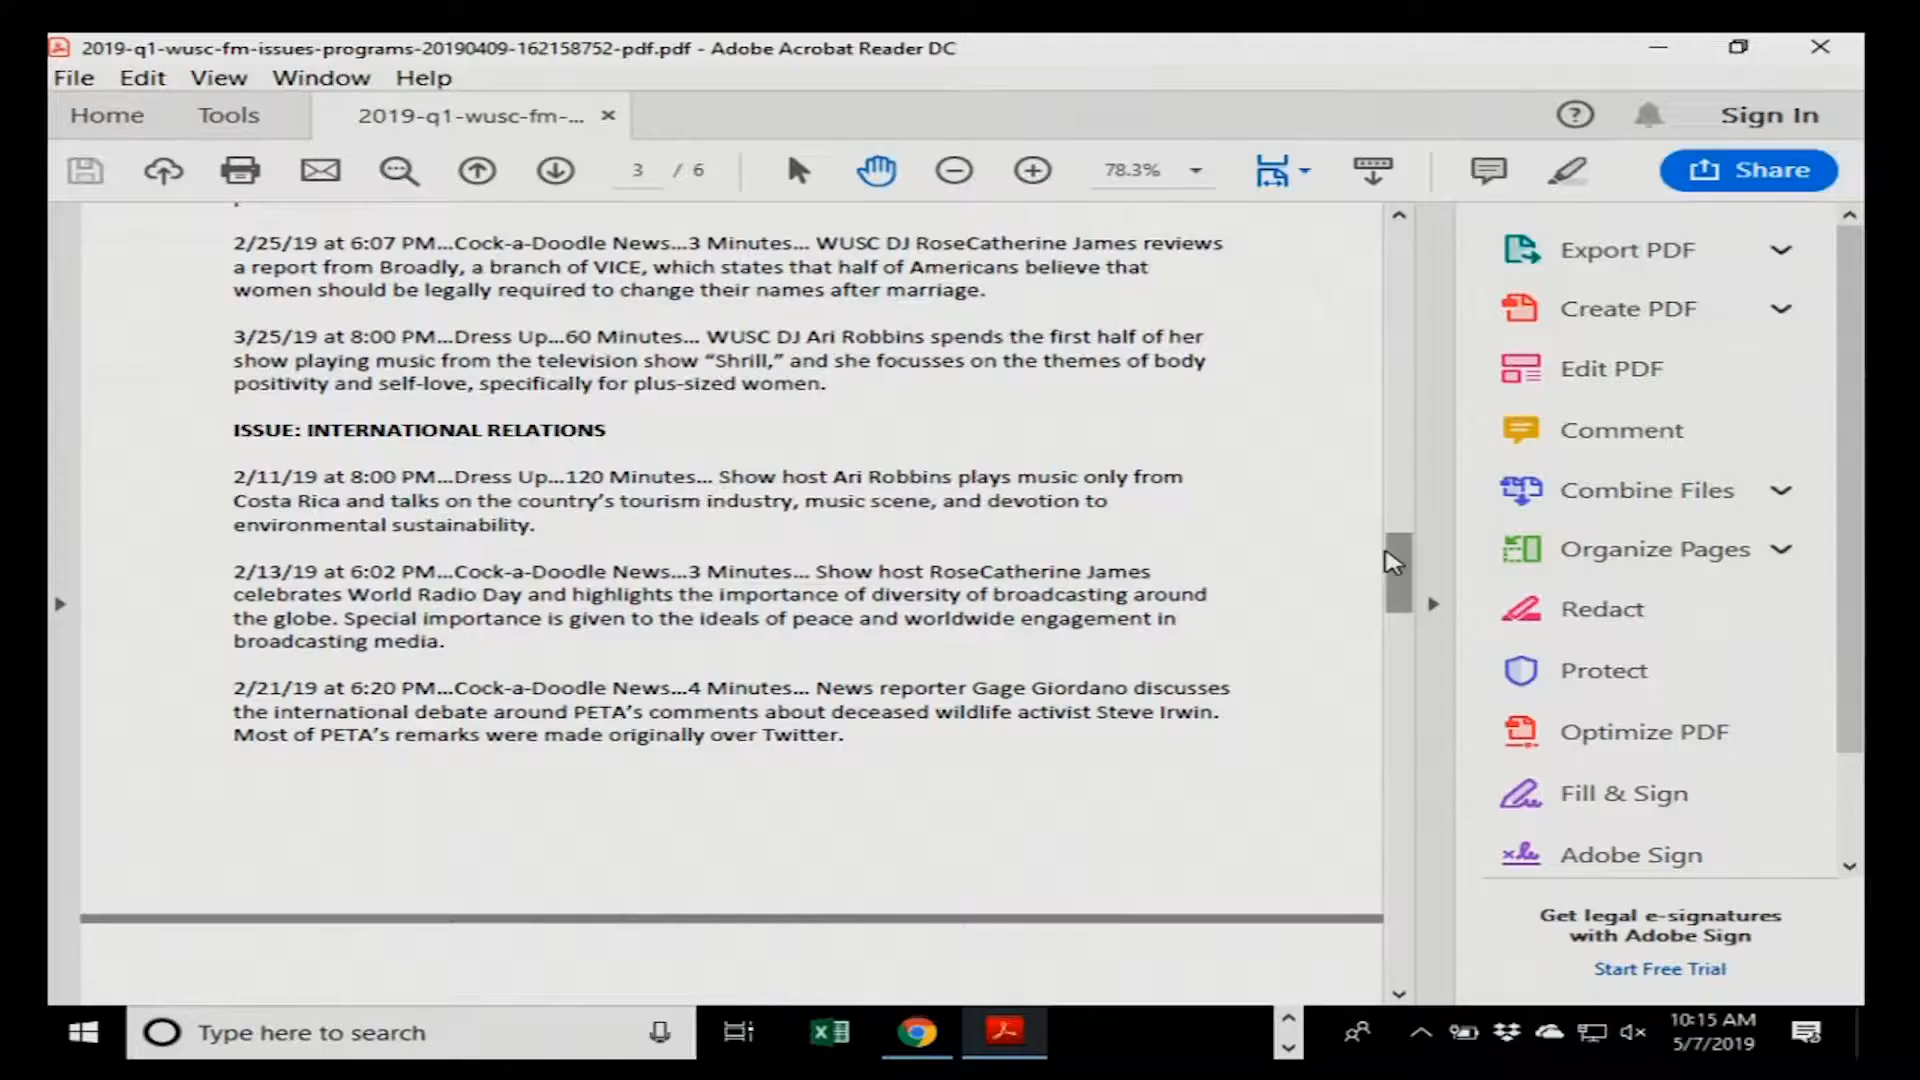 2019-q1-wusc-fm-issues-programs-20190409-162158752-pdf.pdf - Adobe Acrobat Reader DC
File Edit View Window Help
Home Tools 2019-q1-wusc-fm-... × Sign In
3 / 6 78.3% Share
2/25/19 at 6:07 PM...Cock-a-Doodle News...3 Minutes... WUSC DJ RoseCatherine James reviews
a report from Broadly, a branch of VICE, which states that half of Americans believe that
women should be legally required to change their names after marriage.
3/25/19 at 8:00 PM...Dress Up...60 Minutes... WUSC DJ Ari Robbins spends the first half of her
show playing music from the television show “Shrill,” and she focusses on the themes of body
positivity and self-love, specifically for plus-sized women.
ISSUE: INTERNATIONAL RELATIONS
2/11/19 at 8:00 PM...Dress Up...120 Minutes... Show host Ari Robbins plays music only from
Costa Rica and talks on the country’s tourism industry, music scene, and devotion to
environmental sustainability.
2/13/19 at 6:02 PM...Cock-a-Doodle News...3 Minutes... Show host RoseCatherine James
celebrates World Radio Day and highlights the importance of diversity of broadcasting around
the globe. Special importance is given to the ideals of peace and worldwide engagement in
broadcasting media.
2/21/19 at 6:20 PM...Cock-a-Doodle News...4 Minutes... News reporter Gage Giordano discusses
the international debate around PETA’s comments about deceased wildlife activist Steve Irwin.
Most of PETA’s remarks were made originally over Twitter.
Export PDF
Create PDF
Edit PDF
Comment
Combine Files
Organize Pages
Redact
Protect
Optimize PDF
Fill & Sign
Adobe Sign
Get legal e-signatures
with Adobe Sign
Start Free Trial
Type here to search
10:15 AM
5/7/2019